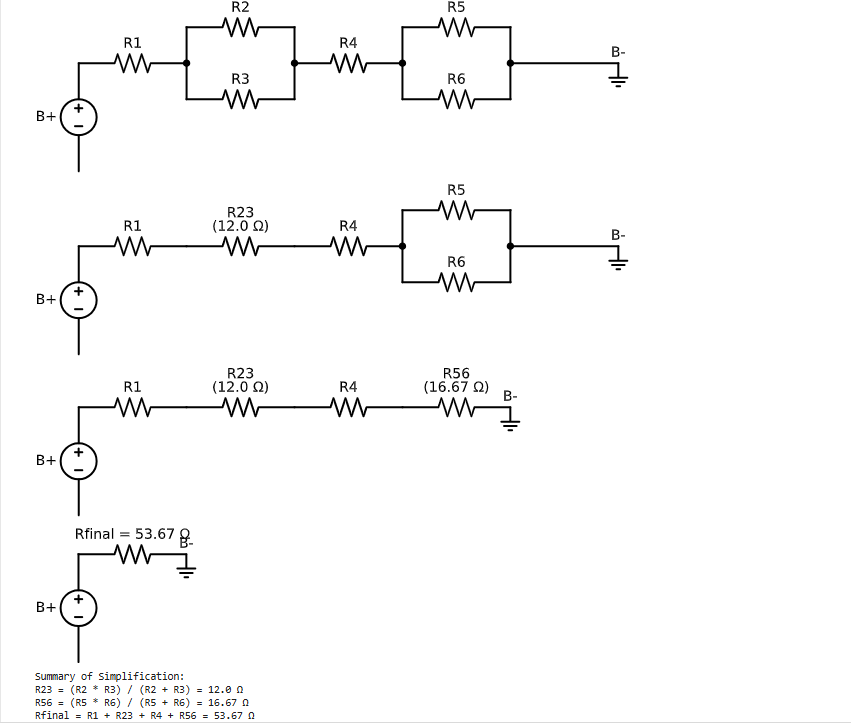 R2
R5
R1
R4
B-
R3
R6
B+
R5
R23
(12.0 Ω)
R1
R4
B-
R6
B+
R23
(12.0 Ω)
R56
(16.67 Ω)
R1
R4
B-
B+
Rfinal = 53.67 Ω
B-
B+
Summary of Simplification:
R23 = (R2 * R3) / (R2 + R3) = 12.0 Ω
R56 = (R5 * R6) / (R5 + R6) = 16.67 Ω
Rfinal = R1 + R23 + R4 + R56 = 53.67 Ω